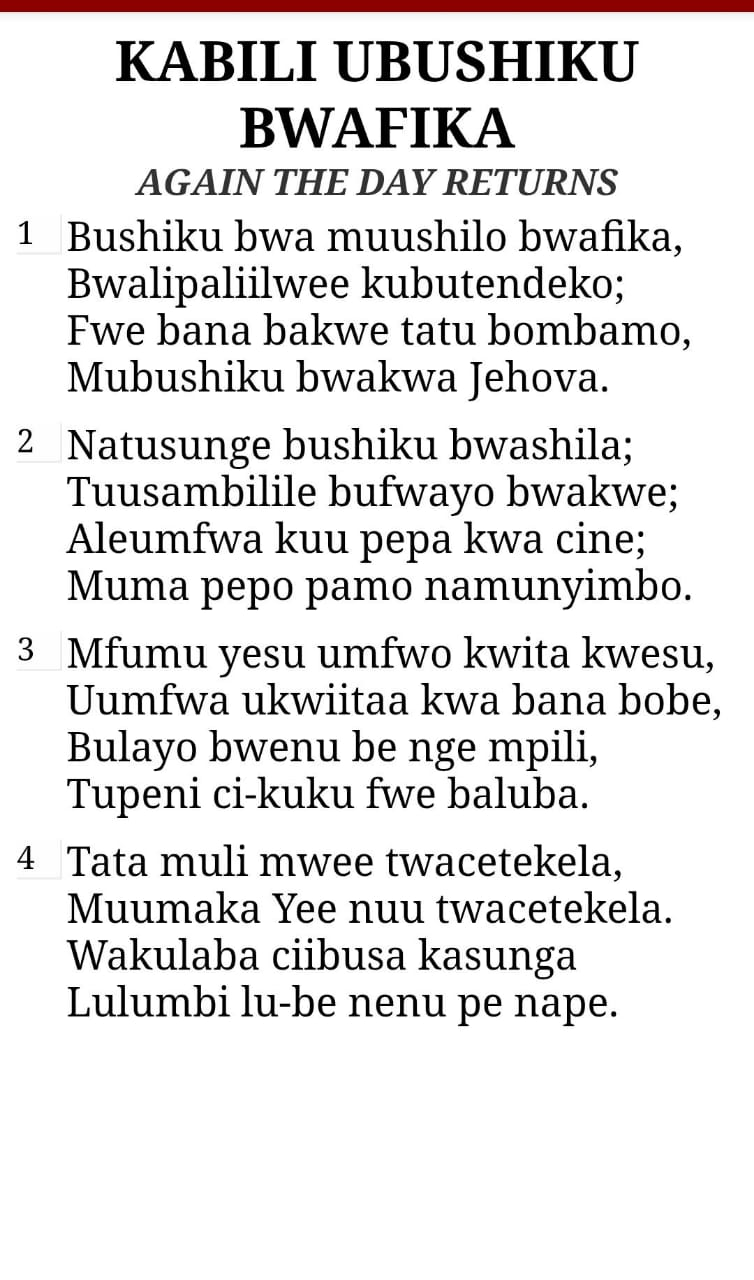 KABILI UBUSHIKU
BWAFIKA
AGAIN THE DAY RETURNS
1 Bushiku bwa muushilo bwafika,
Bwalipaliilwee kubutendeko;
Fwe bana bakwe tatu bombamo,
Mubushiku bwakwa Jehova.
2 Natusunge bushiku bwashila;
Tuusambilile bufwayo bwakwe;
Aleumfwa kuu pepa kwa cine;
Muma pepo pamo namunyimbo.
3 Mfumu yesu umfwo kwita kwesu,
Uumfwa ukwiitaa kwa bana bobe,
Bulayo bwenu be nge mpili,
Tupeni ci-kuku fwe baluba.
4 Tata muli mwee twacetekela,
Muumaka Yee nuu twacetekela.
Wakulaba ciibusa kasunga
Lulumbi lu-be nenu pe nape.